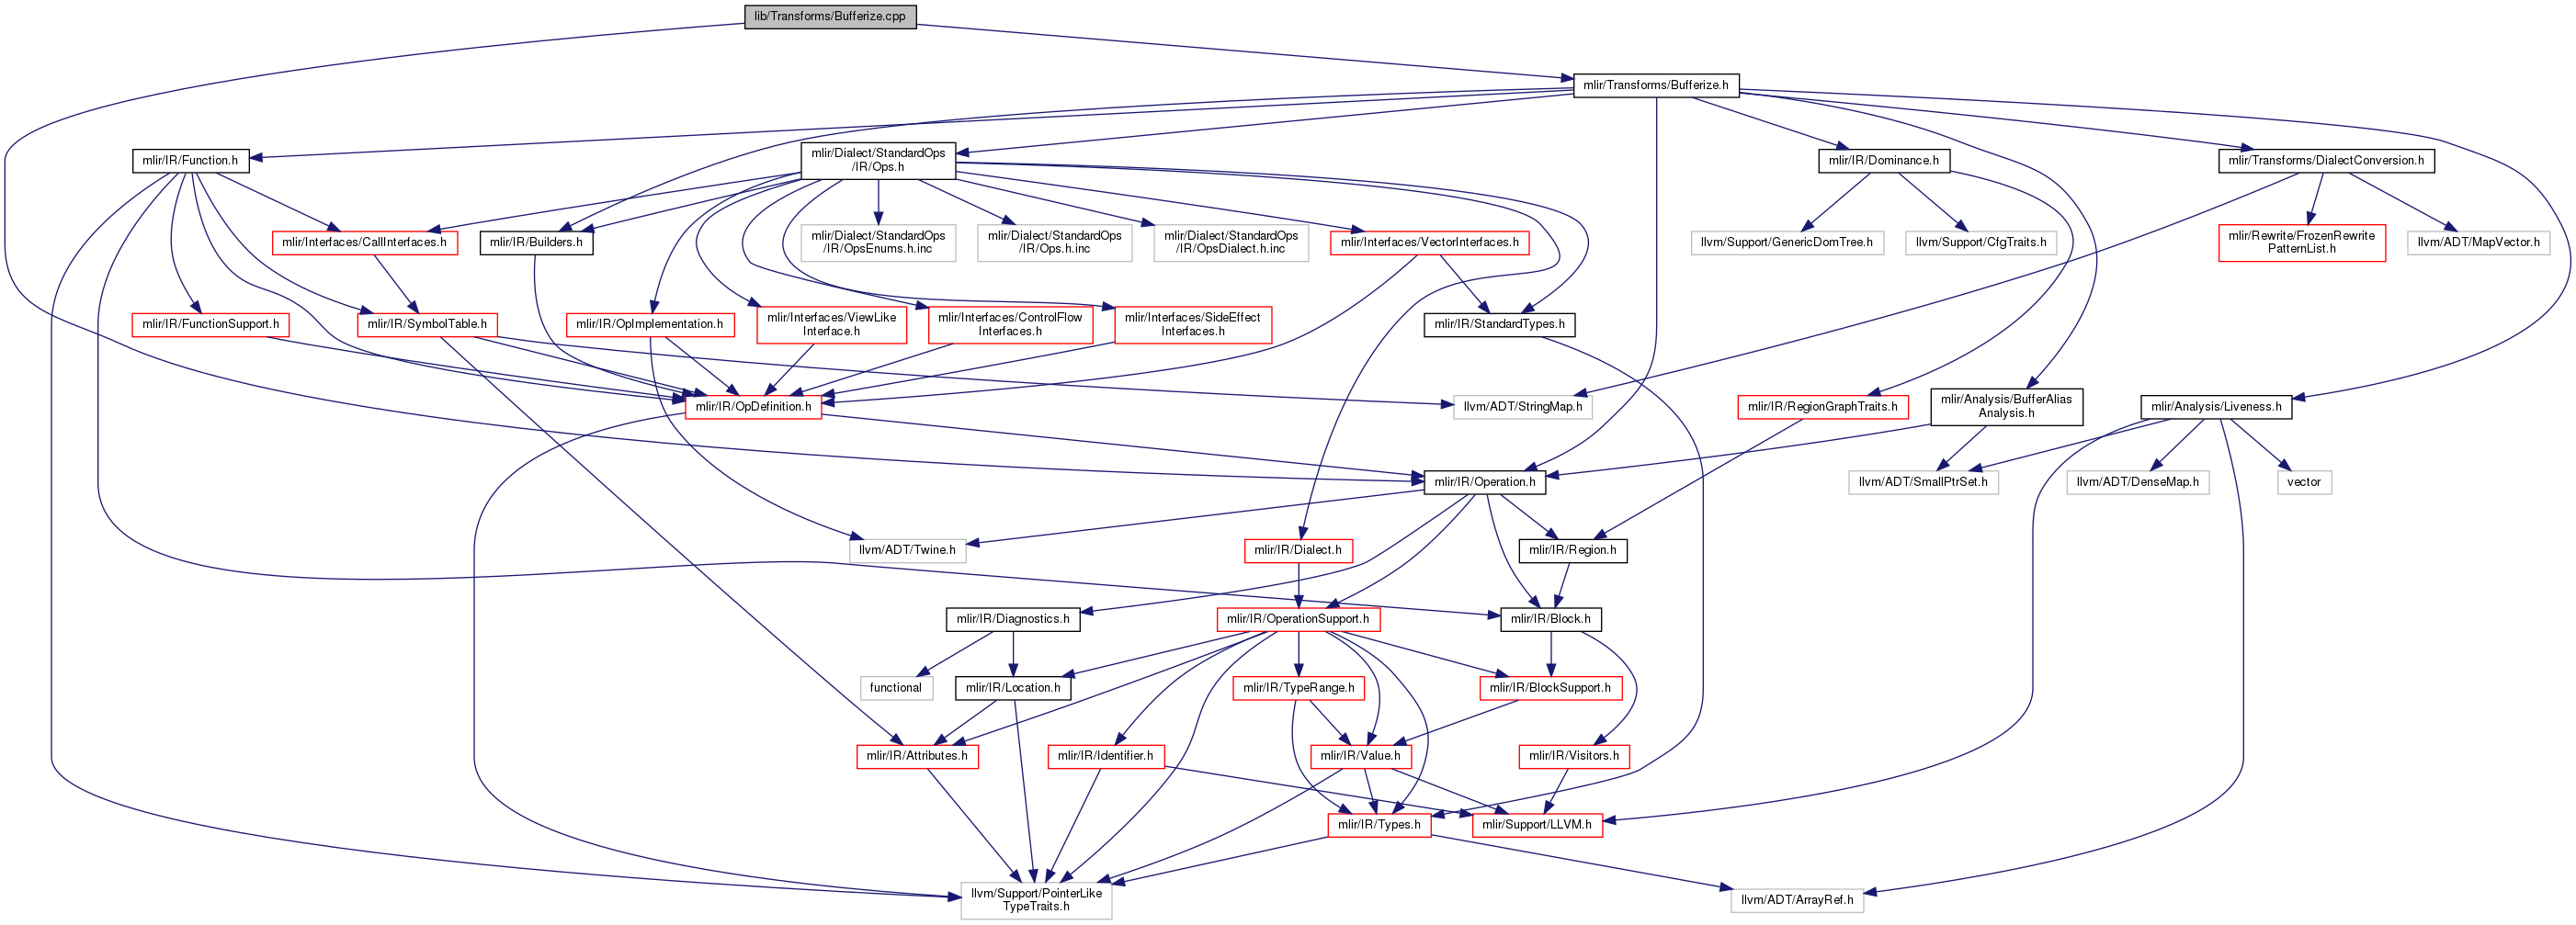 lib/Transforms/Bufferize.cpp
mlir/Transforms/Bufferize.h
mlir/IR/Function.h
mlir/Dialect/StandardOps
/IR/Ops.h
mlir/IR/Dominance.h
mlir/Transforms/DialectConversion.h
mlir/Interfaces/CallInterfaces.h
mlir/IR/Builders.h
mlir/Dialect/StandardOps
/IR/OpsEnums.h.inc
mlir/Dialect/StandardOps
/IR/Ops.h.inc
mlir/Dialect/StandardOps
/IR/OpsDialect.h.inc
mlir/Interfaces/VectorInterfaces.h
llvm/Support/GenericDomTree.h
llvm/Support/CfgTraits.h
mlir/Rewrite/FrozenRewrite
PatternList.h
llvm/ADT/MapVector.h
mlir/IR/FunctionSupport.h
mlir/IR/SymbolTable.h
mlir/IR/OpImplementation.h
mlir/Interfaces/ViewLike
Interface.h
mlir/Interfaces/ControlFlow
Interfaces.h
mlir/Interfaces/SideEffect
Interfaces.h
mlir/IR/StandardTypes.h
mlir/IR/OpDefinition.h
llvm/ADT/StringMap.h
mlir/IR/RegionGraphTraits.h
mlir/Analysis/BufferAlias
Analysis.h
mlir/Analysis/Liveness.h
mlir/IR/Operation.h
llvm/ADT/SmallPtrSet.h
llvm/ADT/DenseMap.h
vector
llvm/ADT/Twine.h
mlir/IR/Dialect.h
mlir/IR/Region.h
mlir/IR/Diagnostics.h
mlir/IR/OperationSupport.h
mlir/IR/Block.h
functional
mlir/IR/Location.h
mlir/IR/TypeRange.h
mlir/IR/BlockSupport.h
mlir/IR/Attributes.h
mlir/IR/Identifier.h
mlir/IR/Value.h
mlir/IR/Visitors.h
mlir/IR/Types.h
mlir/Support/LLVM.h
llvm/Support/PointerLike
TypeTraits.h
llvm/ADT/ArrayRef.h